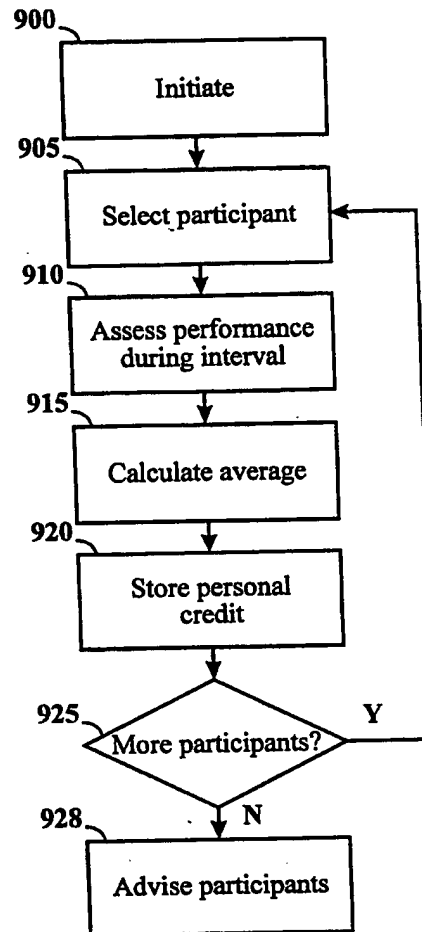 900
Initiate
905
Select participant
910
Assess performance
during interval
915
Calculate average
920
Store personal
credit
925
More participants?
Y
N
928
Advise participants